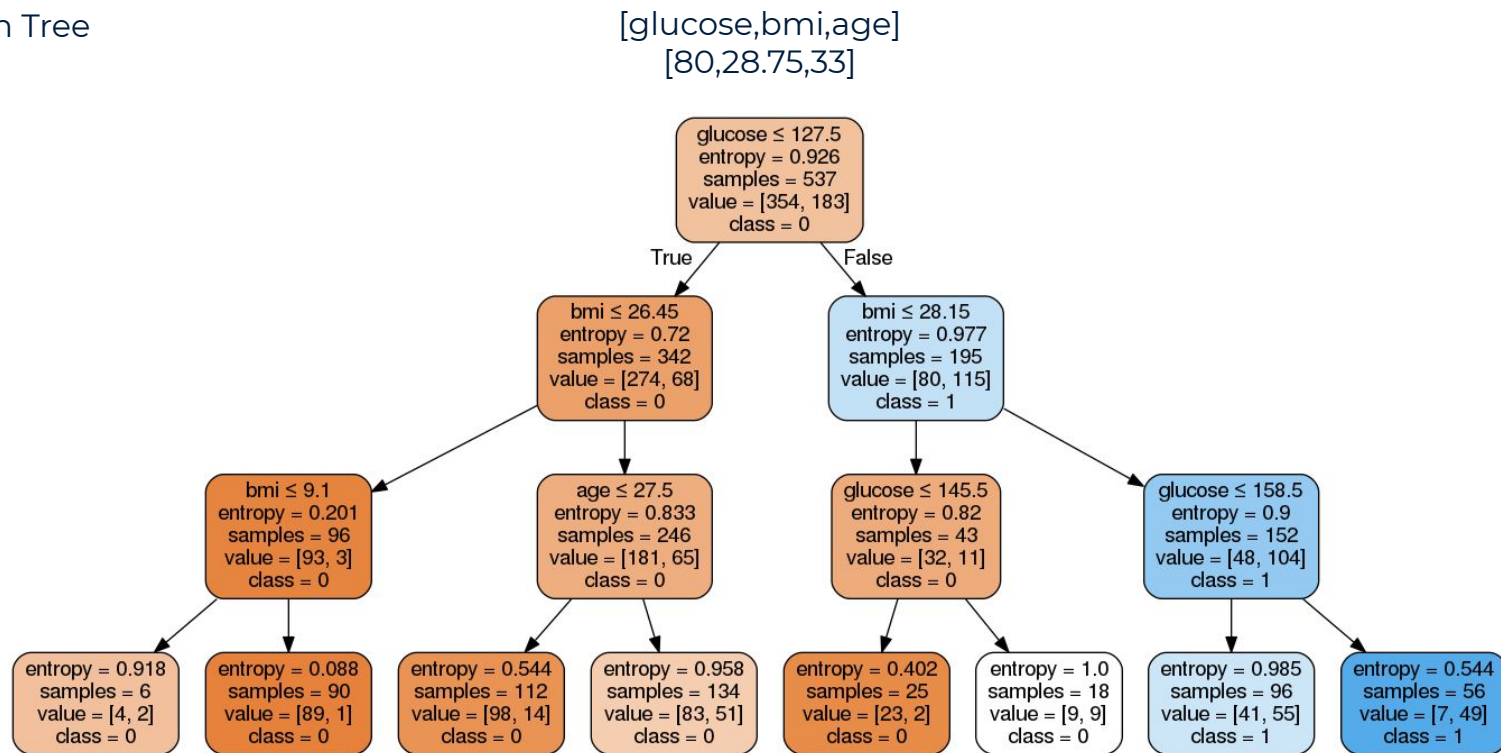 n Tree
[glucose,bmi,age]
[80,28.75,33]
glucose ≤ 127.5
entropy = 0.926
samples = 537
value = [354, 183]
class = 0
True
False
bmi ≤ 26.45
entropy = 0.72
samples = 342
value = [274, 68]
class = 0
bmi ≤ 28.15
entropy = 0.977
samples = 195
value = [80, 115]
class = 1
bmi ≤ 9.1
entropy = 0.201
samples = 96
value = [93, 3]
class = 0
age ≤ 27.5
entropy = 0.833
samples = 246
value = [181, 65]
class = 0
glucose ≤ 145.5
entropy = 0.82
samples = 43
value = [32, 11]
class = 0
glucose ≤ 158.5
entropy = 0.9
samples = 152
value = [48, 104]
class = 1
entropy = 0.918
samples = 6
value = [4, 2]
class = 0
entropy = 0.088
samples = 90
value = [89, 1]
class = 0
entropy = 0.544
samples = 112
value = [98, 14]
class = 0
entropy = 0.958
samples = 134
value = [83, 51]
class = 0
entropy = 0.402
samples = 25
value = [23, 2]
class = 0
entropy = 1.0
samples = 18
value = [9, 9]
class = 0
entropy = 0.985
samples = 96
value = [41, 55]
class = 1
entropy = 0.544
samples = 56
value = [7, 49]
class = 1